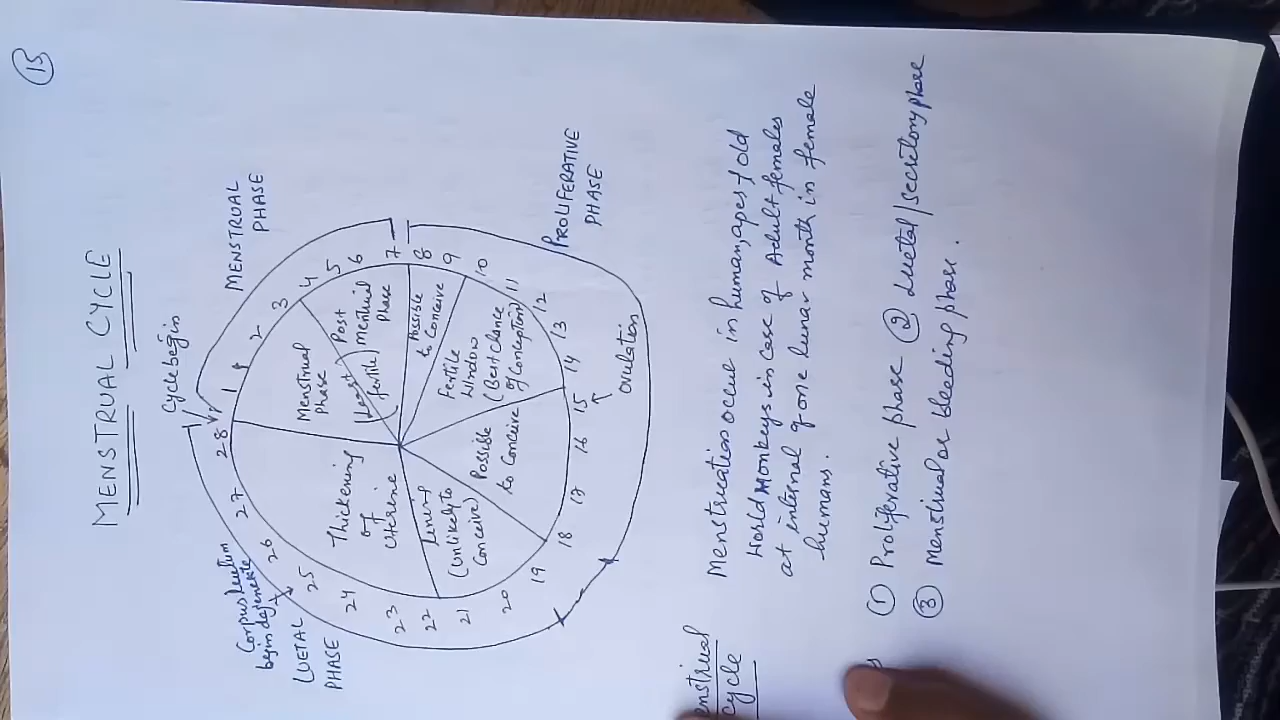 15
MENSTRUAL CYCLE
Cycle begin
MENSTRUAL
PHASE
1
2
3
4
5
6
7
8
9
10
11
12
13
14
15
16
17
18
19
20
21
22
23
24
25
26
27
28
Menstrual
Phase
Post
Menstrual
Phase
(Least
fertile)
Possible
to Conceive
Fertile
Window
(Best chance
of Conception)
Possible
to Conceive
Thickening
of
Uterine
Lining
(Unlikely to
Conceive)
PROLIFERATIVE
PHASE
Ovulation
Corpus leutum
begin degenerate
LUETAL
PHASE
enstrual
cycle
Menstruation occur in human, apes & old
World Monkeys in case of Adult females
at interval of one lunar month in female
humans.
① Proliferative phase ② Luetal/secretory phase
③ Menstrual or bleeding phase.